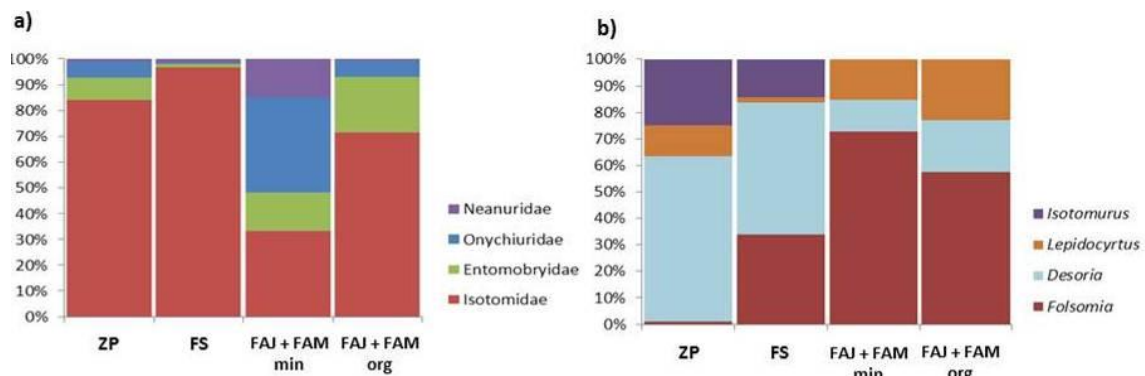 a)
100%
90%
80%
70%
60%
50%
40%
30%
20%
10%
0%
ZP
FS
FAJ + FAM
min
FAJ + FAM
org
Neanuridae
Onychiuridae
Entomobryidae
Isotomidae
b)
100%
90%
80%
70%
60%
50%
40%
30%
20%
10%
0%
ZP
FS
FAJ + FAM
min
FAJ + FAM
org
Isotomurus
Lepidocyrtus
Desoria
Folsomia